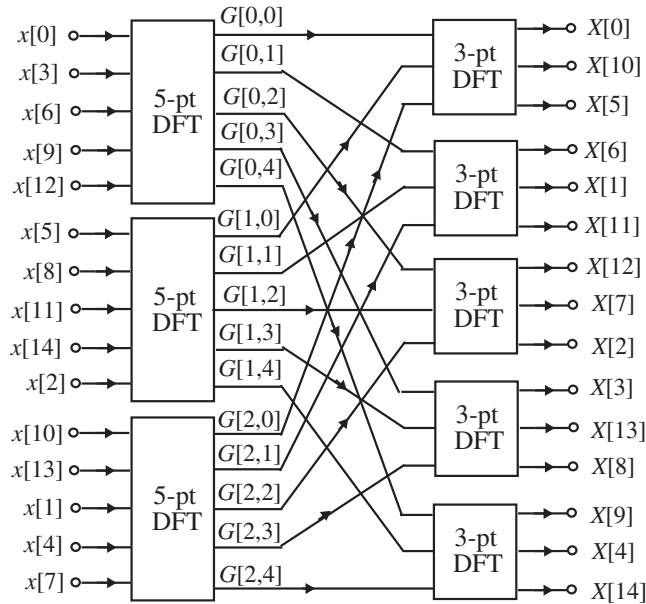 x[0]
x[3]
x[6]
x[9]
x[12]
5-pt
DFT
G[0,0]
G[0,1]
G[0,2]
G[0,3]
G[0,4]
x[5]
x[8]
x[11]
x[14]
x[2]
5-pt
DFT
G[1,0]
G[1,1]
G[1,2]
G[1,3]
G[1,4]
x[10]
x[13]
x[1]
x[4]
x[7]
5-pt
DFT
G[2,0]
G[2,1]
G[2,2]
G[2,3]
G[2,4]
3-pt
DFT
X[0]
X[10]
X[5]
3-pt
DFT
X[6]
X[1]
X[11]
3-pt
DFT
X[12]
X[7]
X[2]
3-pt
DFT
X[3]
X[13]
X[8]
3-pt
DFT
X[9]
X[4]
X[14]